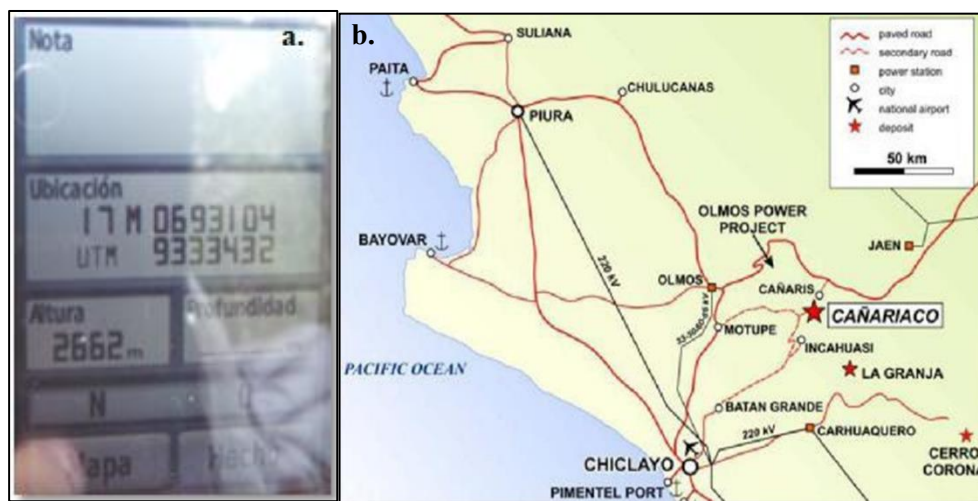 a.
Nota
Ubicación
17 M 0693104
UTM 9333432
Altura
Profundidad
2662 m
N
Mapa
Hecho
b.
SULIANA
PAITA
CHULUCANAS
PIURA
BAYOVAR
OLMOS POWER
PROJECT
JAEN
OLMOS
CAÑARIS
CAÑARIACO
MOTUPE
INCAHUASI
LA GRANJA
PACIFIC OCEAN
BATAN GRANDE
CARHUAQUERO
CHICLAYO
CERRO
CORONA
PIMENTEL PORT
220 kV
220 kV
paved road
secondary road
power station
city
national airport
deposit
50 km